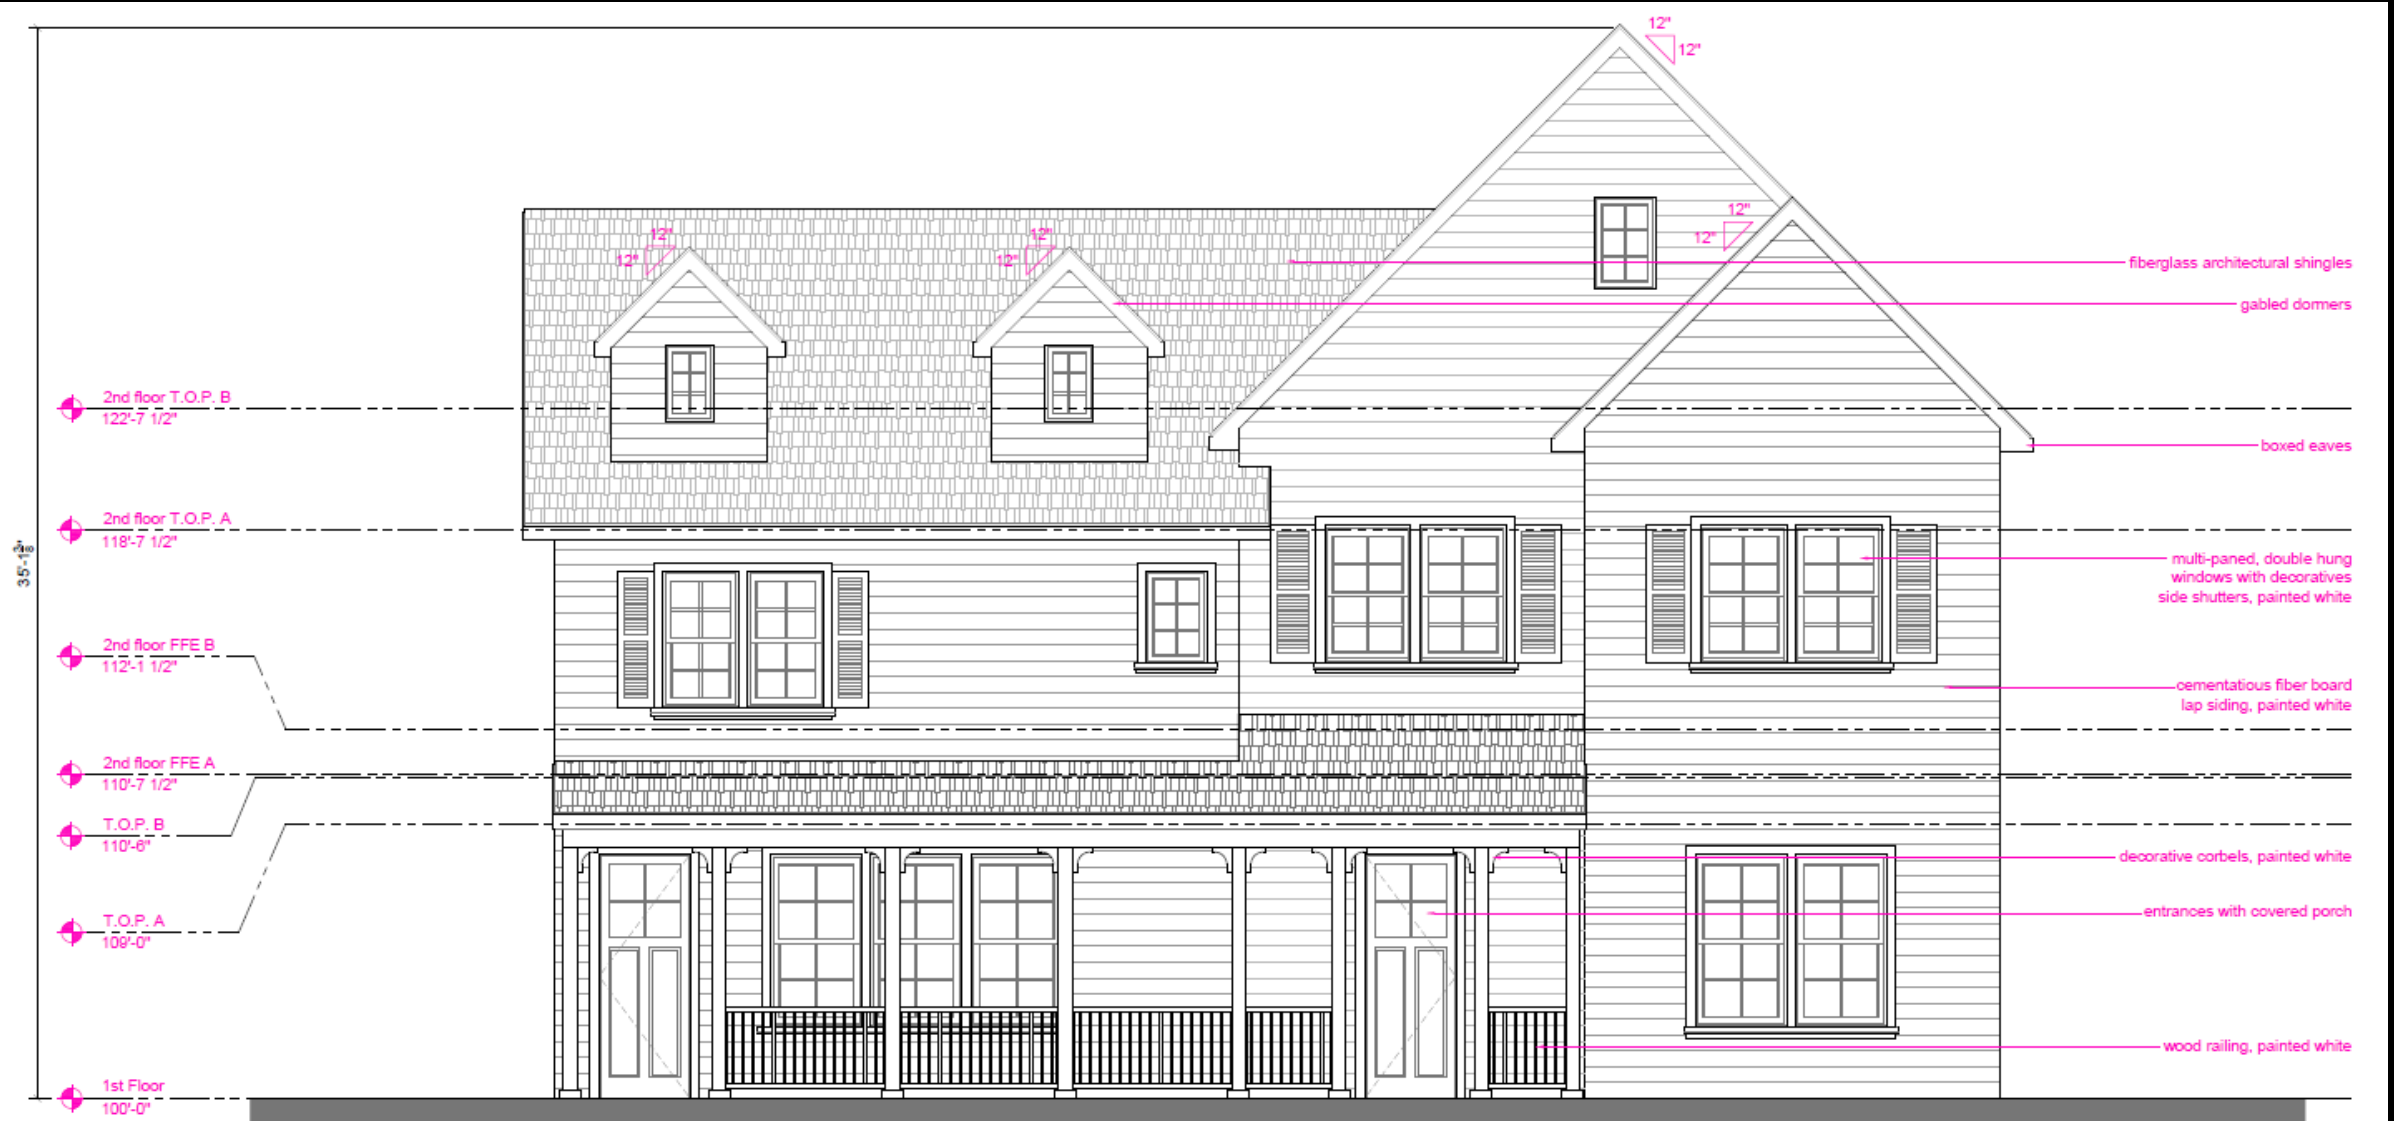 12"
12"
12"
12"
12"
12"
12"
12"
fiberglass architectural shingles
gabled dormers
2nd floor T.O.P. B
122'-7 1/2"
boxed eaves
2nd floor T.O.P. A
118'-7 1/2"
35'-1 3/8"
multi-paned, double hung
windows with decoratives
side shutters, painted white
2nd floor FFE B
112'-1 1/2"
cementatious fiber board
lap siding, painted white
2nd floor FFE A
110'-7 1/2"
T.O.P. B
110'-6"
decorative corbels, painted white
T.O.P. A
109'-0"
entrances with covered porch
wood railing, painted white
1st Floor
100'-0"